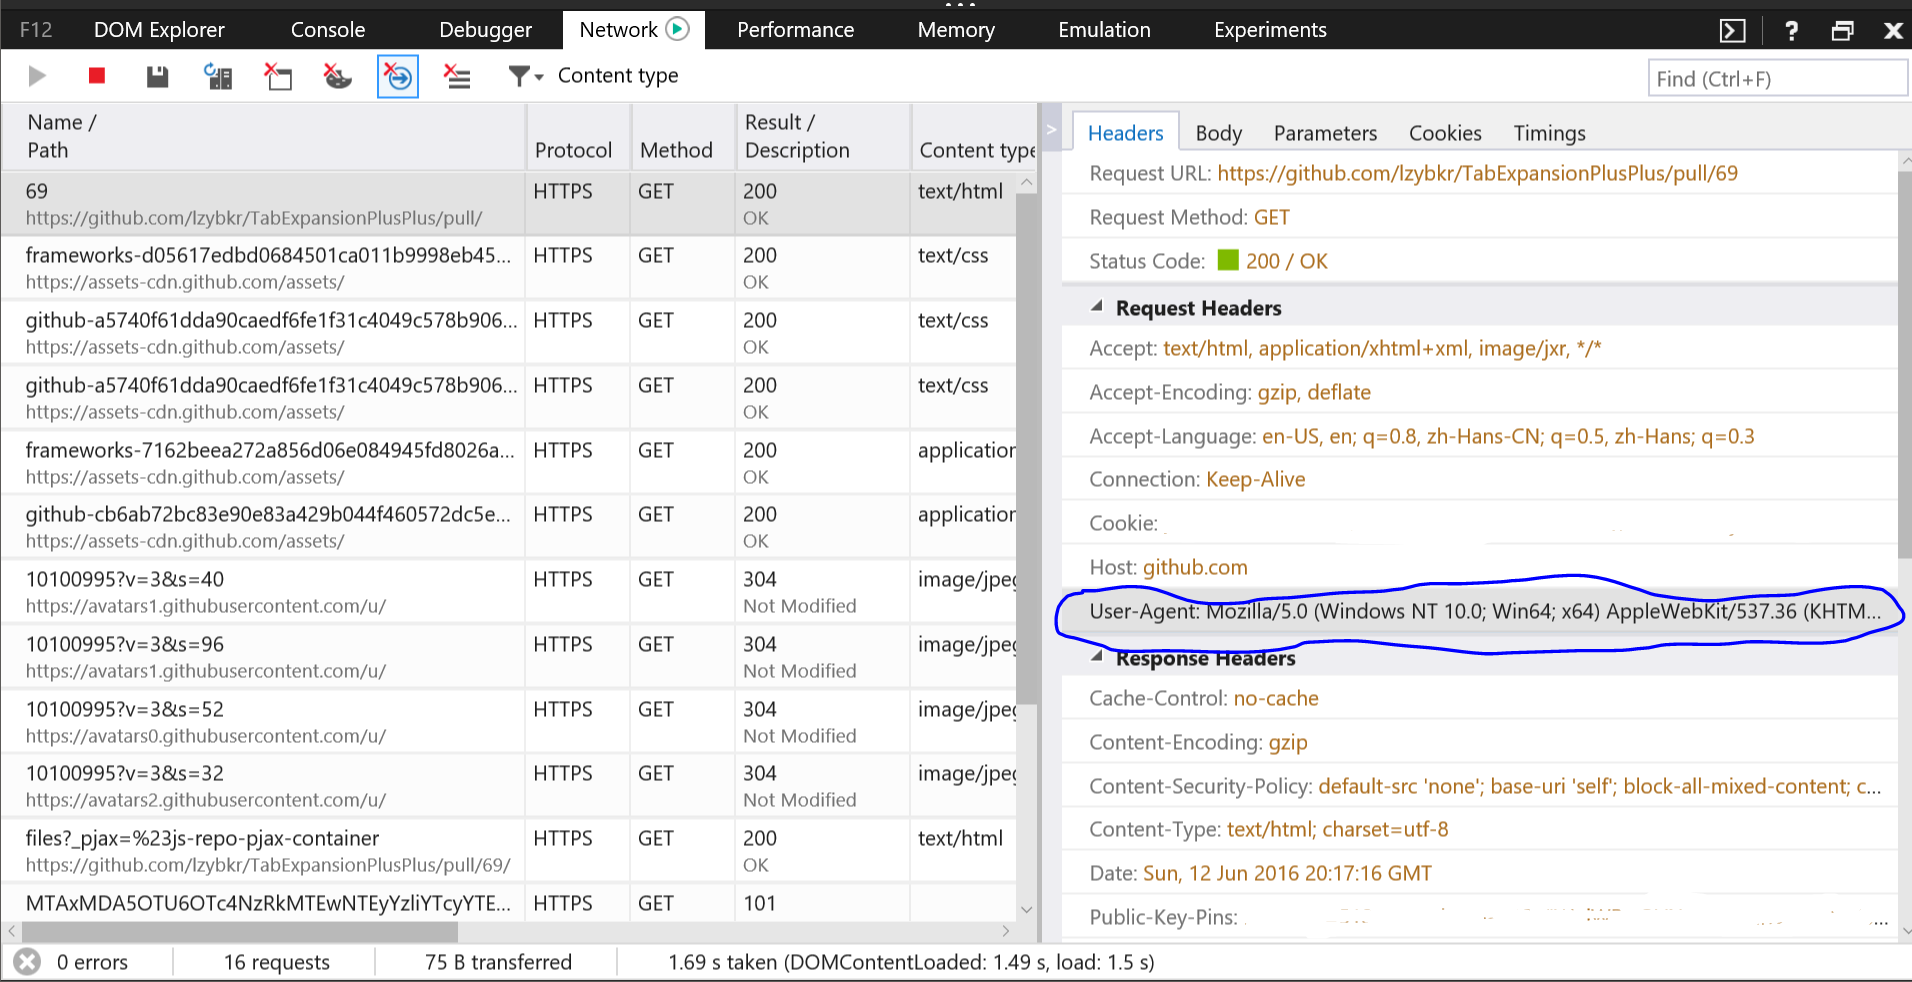 F12 DOM Explorer Console Debugger Network Performance Memory Emulation Experiments ?
Content type Find (Ctrl+F)
Name /
Path Protocol Method Result /
Description Content type
69 HTTPS GET 200 text/html
https://github.com/lzybkr/TabExpansionPlusPlus/pull/ OK
frameworks-d05617edbd0684501ca011b9998eb45... HTTPS GET 200 text/css
https://assets-cdn.github.com/assets/ OK
github-a5740f61dda90caedf6fe1f31c4049c578b906... HTTPS GET 200 text/css
https://assets-cdn.github.com/assets/ OK
github-a5740f61dda90caedf6fe1f31c4049c578b906... HTTPS GET 200 text/css
https://assets-cdn.github.com/assets/ OK
frameworks-7162beea272a856d06e084945fd8026a... HTTPS GET 200 application
https://assets-cdn.github.com/assets/ OK
github-cb6ab72bc83e90e83a429b044f460572dc5e... HTTPS GET 200 application
https://assets-cdn.github.com/assets/ OK
10100995?v=3&s=40 HTTPS GET 304 image/jpeg
https://avatars1.githubusercontent.com/u/ Not Modified
10100995?v=3&s=96 HTTPS GET 304 image/jpeg
https://avatars1.githubusercontent.com/u/ Not Modified
10100995?v=3&s=52 HTTPS GET 304 image/jpeg
https://avatars0.githubusercontent.com/u/ Not Modified
10100995?v=3&s=32 HTTPS GET 304 image/jpeg
https://avatars2.githubusercontent.com/u/ Not Modified
files?_pjax=%23js-repo-pjax-container HTTPS GET 200 text/html
https://github.com/lzybkr/TabExpansionPlusPlus/pull/69/ OK
MTAxMDA5OTU6OTc4NzRkMTEwNTEyYzliYTcyYTE... HTTPS GET 101
Headers Body Parameters Cookies Timings
Request URL: https://github.com/lzybkr/TabExpansionPlusPlus/pull/69
Request Method: GET
Status Code: 200 / OK
Request Headers
Accept: text/html, application/xhtml+xml, image/jxr, */*
Accept-Encoding: gzip, deflate
Accept-Language: en-US, en; q=0.8, zh-Hans-CN; q=0.5, zh-Hans; q=0.3
Connection: Keep-Alive
Cookie:
Host: github.com
User-Agent: Mozilla/5.0 (Windows NT 10.0; Win64; x64) AppleWebKit/537.36 (KHTM...
Response Headers
Cache-Control: no-cache
Content-Encoding: gzip
Content-Security-Policy: default-src 'none'; base-uri 'self'; block-all-mixed-content; c...
Content-Type: text/html; charset=utf-8
Date: Sun, 12 Jun 2016 20:17:16 GMT
Public-Key-Pins: ...
0 errors 16 requests 75 B transferred 1.69 s taken (DOMContentLoaded: 1.49 s, load: 1.5 s)